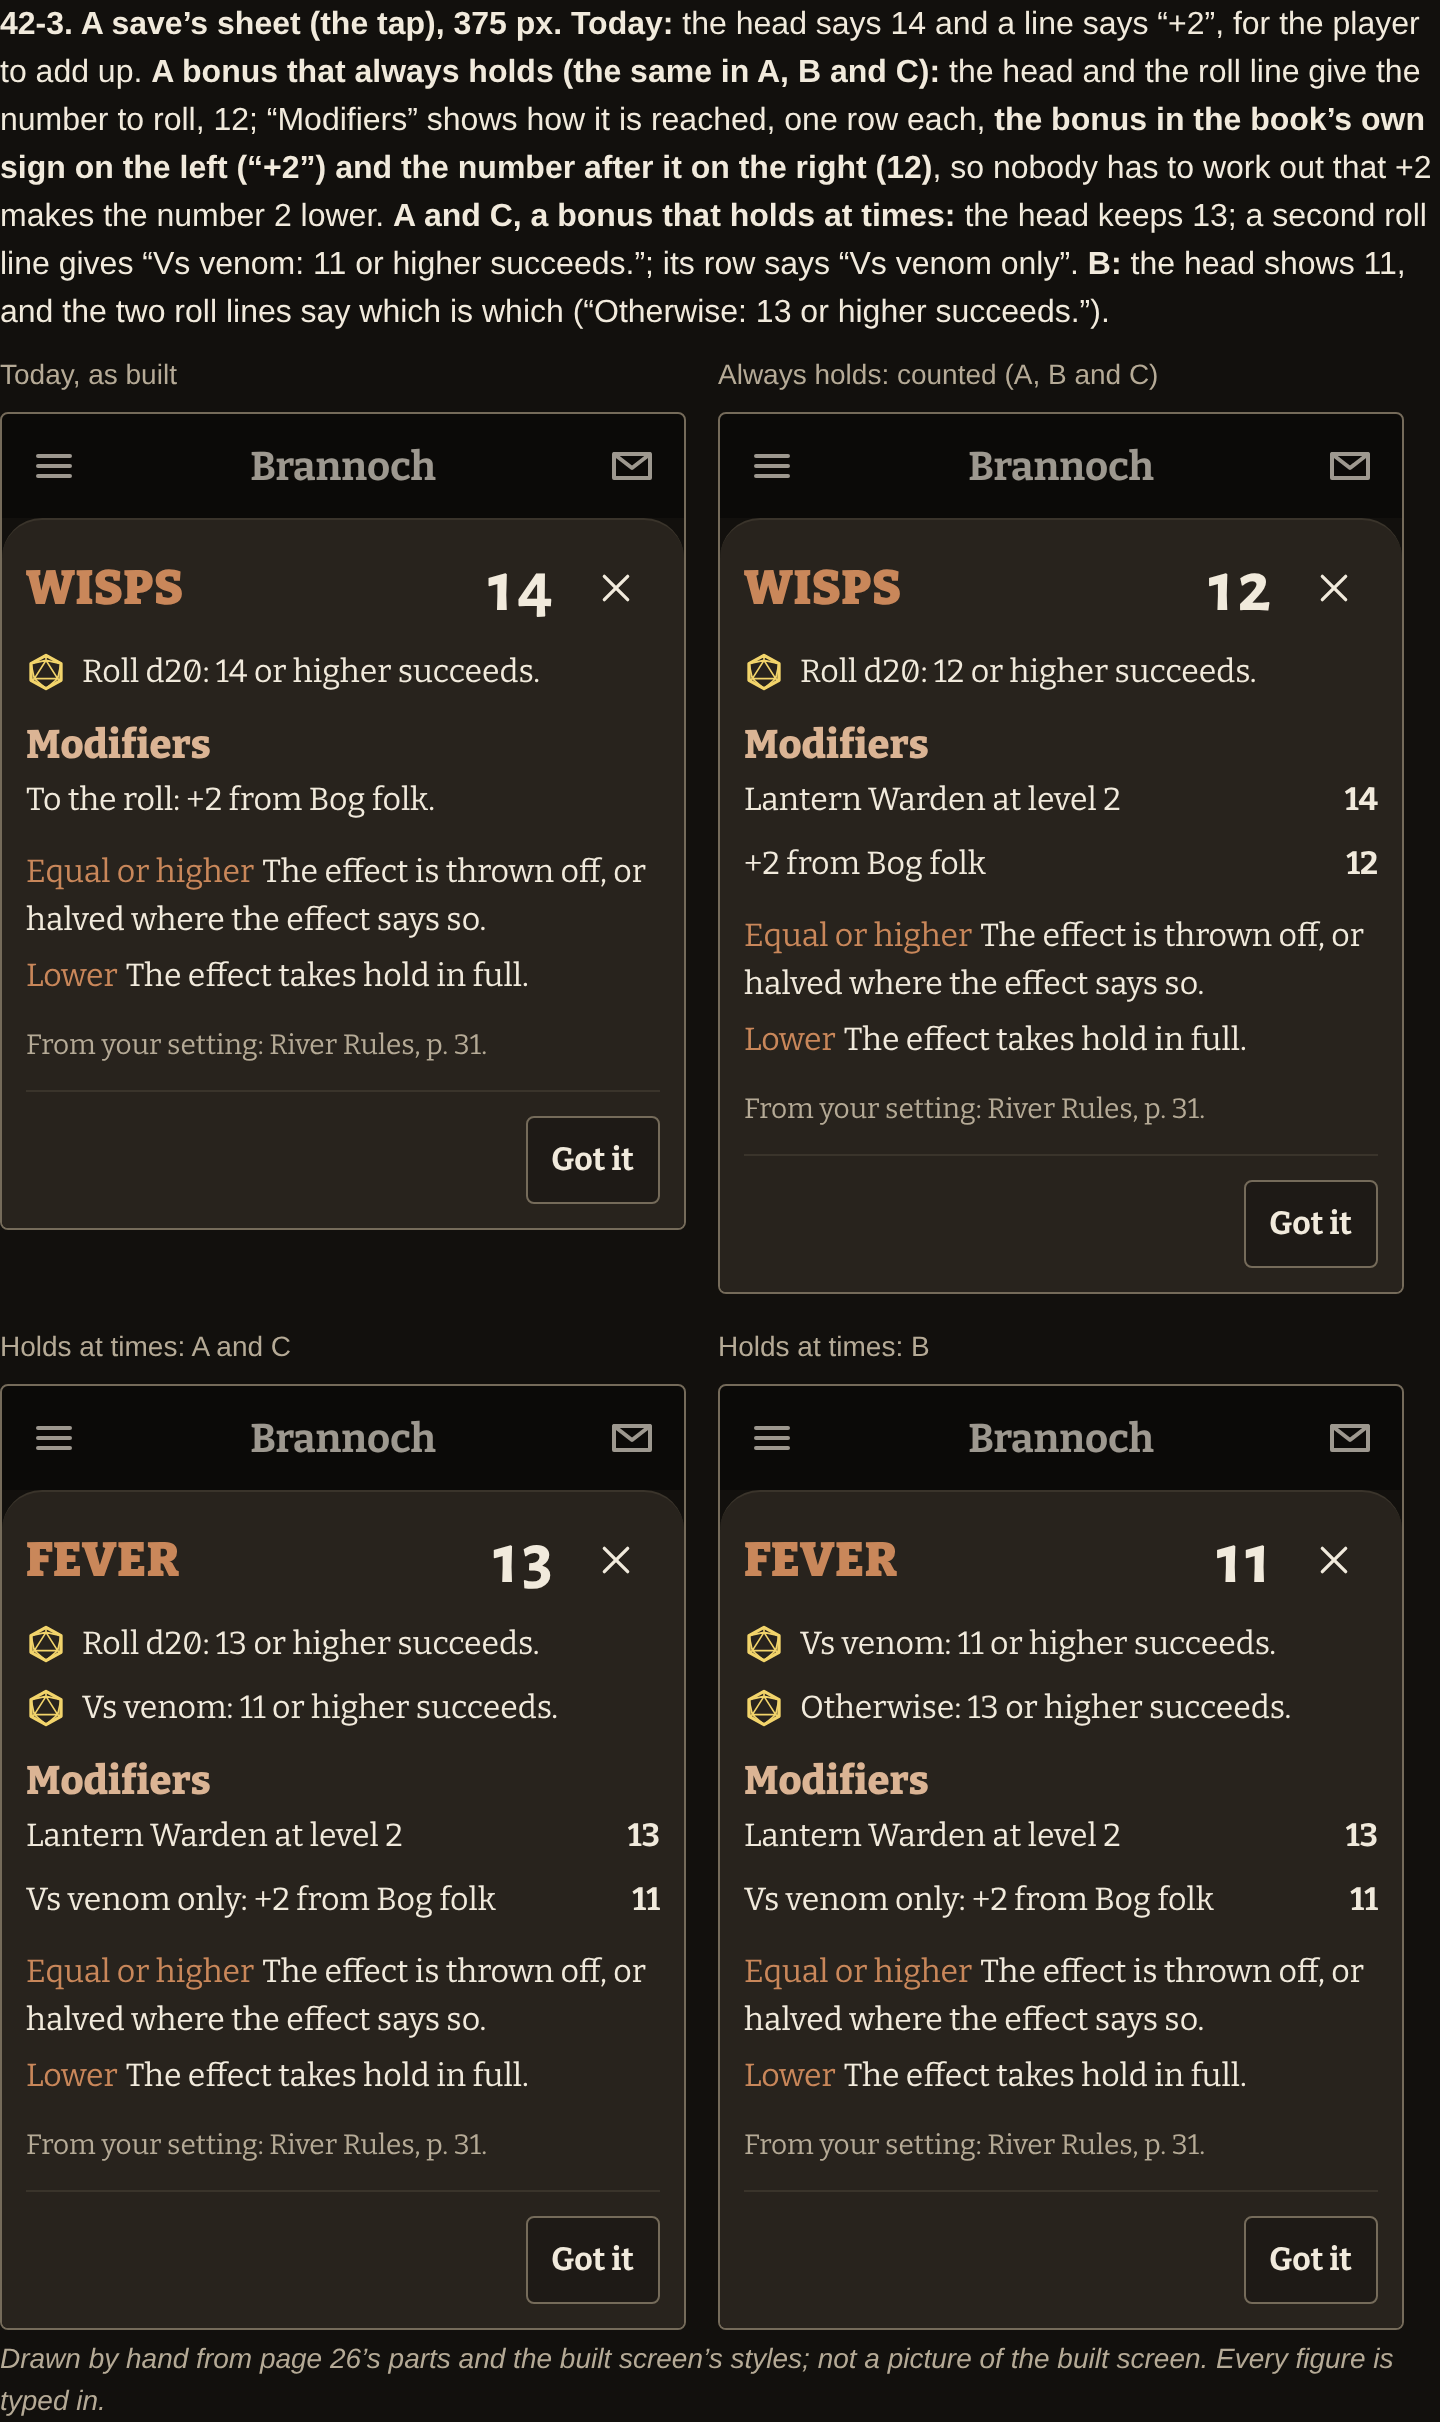 42-3. A save’s sheet (the tap), 375 px. Today: the head says 14 and a line says “+2”, for the player
to add up. A bonus that always holds (the same in A, B and C): the head and the roll line give the
number to roll, 12; “Modifiers” shows how it is reached, one row each, the bonus in the book’s own
sign on the left (“+2”) and the number after it on the right (12), so nobody has to work out that +2
makes the number 2 lower. A and C, a bonus that holds at times: the head keeps 13; a second roll
line gives “Vs venom: 11 or higher succeeds.”; its row says “Vs venom only”. B: the head shows 11,
and the two roll lines say which is which (“Otherwise: 13 or higher succeeds.”).
Today, as built
Brannoch
WISPS 14
Roll d20: 14 or higher succeeds.
Modifiers
To the roll: +2 from Bog folk.
Equal or higher The effect is thrown off, or
halved where the effect says so.
Lower The effect takes hold in full.
From your setting: River Rules, p. 31.
Got it
Always holds: counted (A, B and C)
Brannoch
WISPS 12
Roll d20: 12 or higher succeeds.
Modifiers
Lantern Warden at level 2 14
+2 from Bog folk 12
Equal or higher The effect is thrown off, or
halved where the effect says so.
Lower The effect takes hold in full.
From your setting: River Rules, p. 31.
Got it
Holds at times: A and C
Brannoch
FEVER 13
Roll d20: 13 or higher succeeds.
Vs venom: 11 or higher succeeds.
Modifiers
Lantern Warden at level 2 13
Vs venom only: +2 from Bog folk 11
Equal or higher The effect is thrown off, or
halved where the effect says so.
Lower The effect takes hold in full.
From your setting: River Rules, p. 31.
Got it
Holds at times: B
Brannoch
FEVER 11
Vs venom: 11 or higher succeeds.
Otherwise: 13 or higher succeeds.
Modifiers
Lantern Warden at level 2 13
Vs venom only: +2 from Bog folk 11
Equal or higher The effect is thrown off, or
halved where the effect says so.
Lower The effect takes hold in full.
From your setting: River Rules, p. 31.
Got it
Drawn by hand from page 26’s parts and the built screen’s styles; not a picture of the built screen. Every figure is
typed in.